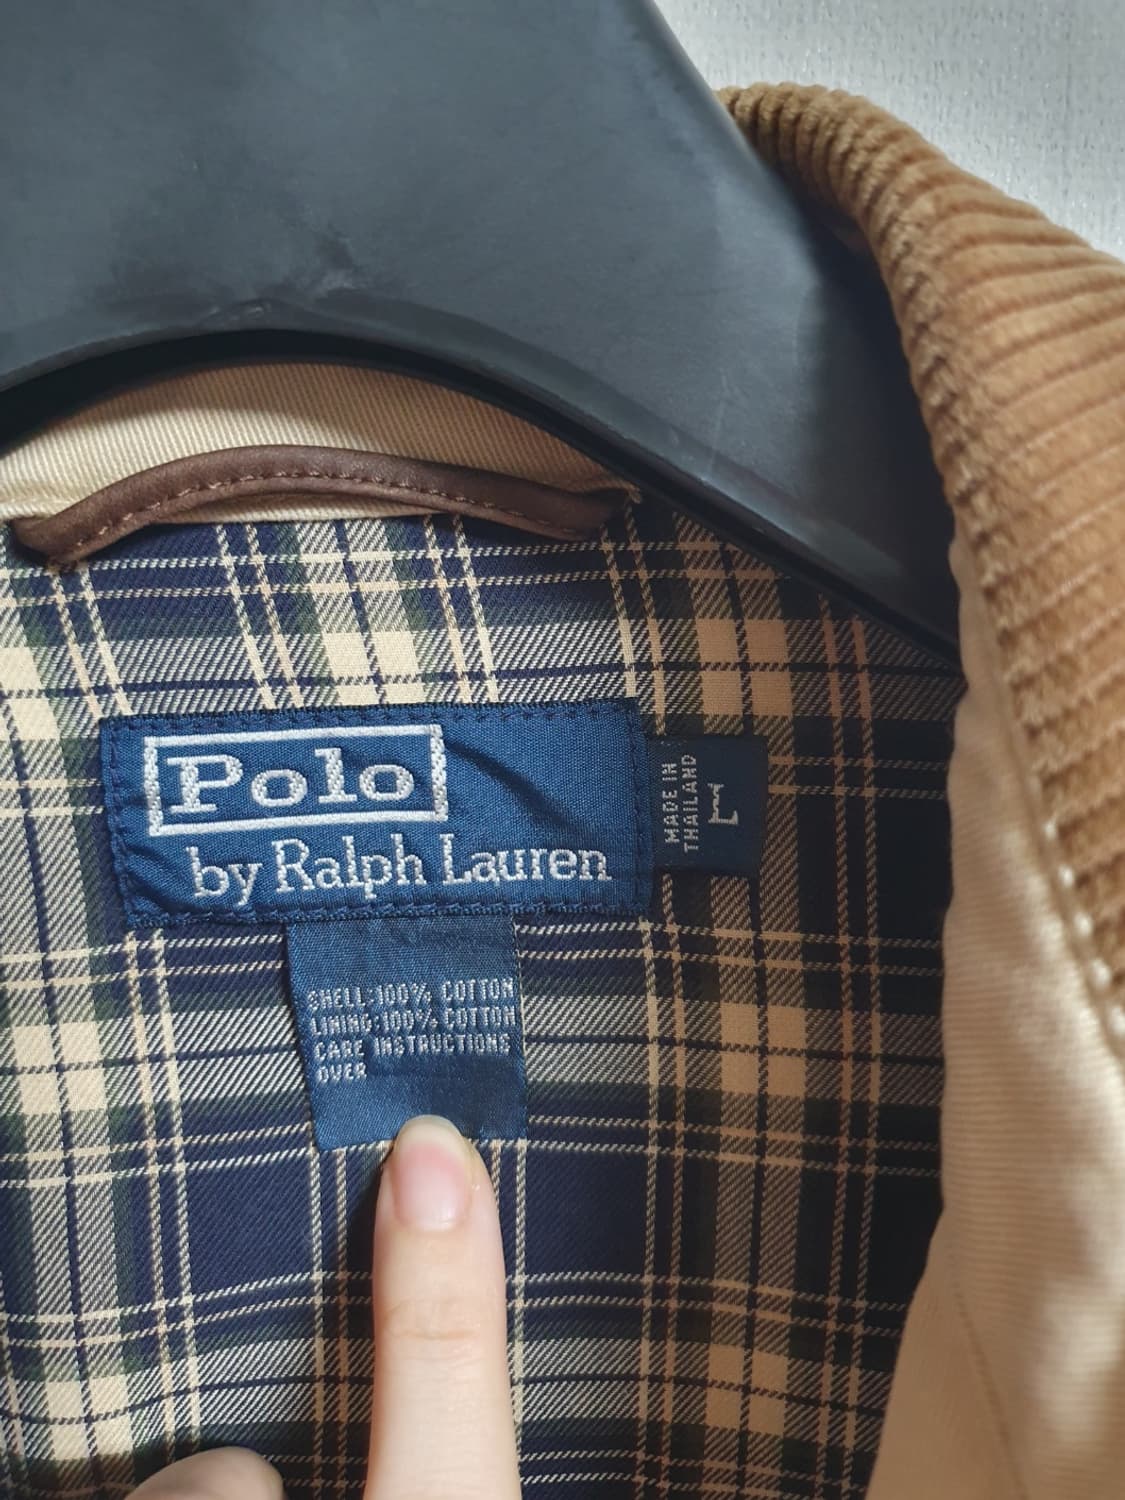 Polo
by Ralph Lauren
MADE IN
THAILAND
L
SHELL:100% COTTON
LINING:100% COTTON
CARE INSTRUCTIONS
OVER